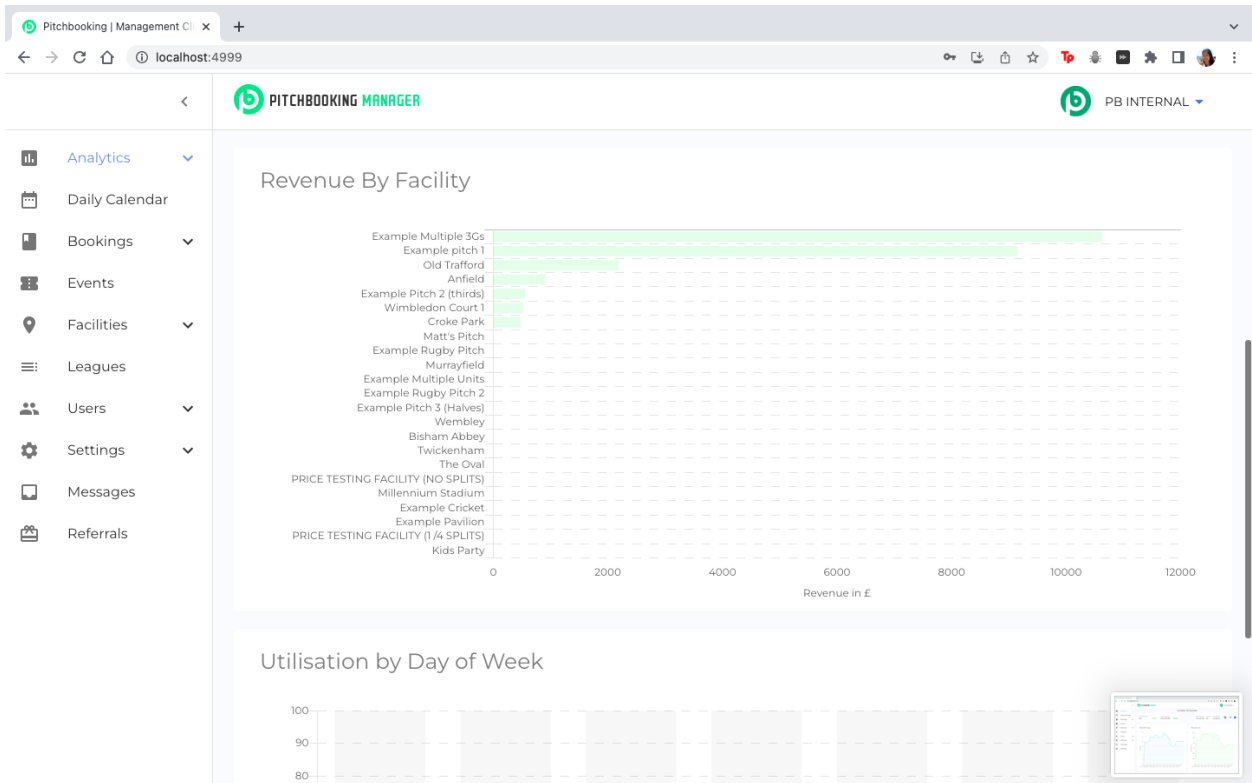 Pitchbooking | Management Cli
localhost:4999
PITCHBOOKING MANAGER
PB INTERNAL
Analytics
Daily Calendar
Bookings
Events
Facilities
Leagues
Users
Settings
Messages
Referrals
Revenue By Facility
Example Multiple 3Gs
Example pitch 1
Old Trafford
Anfield
Example Pitch 2 (thirds)
Wimbledon Court 1
Croke Park
Matt's Pitch
Example Rugby Pitch
Murrayfield
Example Multiple Units
Example Rugby Pitch 2
Example Pitch 3 (Halves)
Wembley
Bisham Abbey
Twickenham
The Oval
PRICE TESTING FACILITY (NO SPLITS)
Millennium Stadium
Example Cricket
Example Pavilion
PRICE TESTING FACILITY (1 /4 SPLITS)
Kids Party
0 2000 4000 6000 8000 10000 12000
Revenue in £
Utilisation by Day of Week
100
90
80